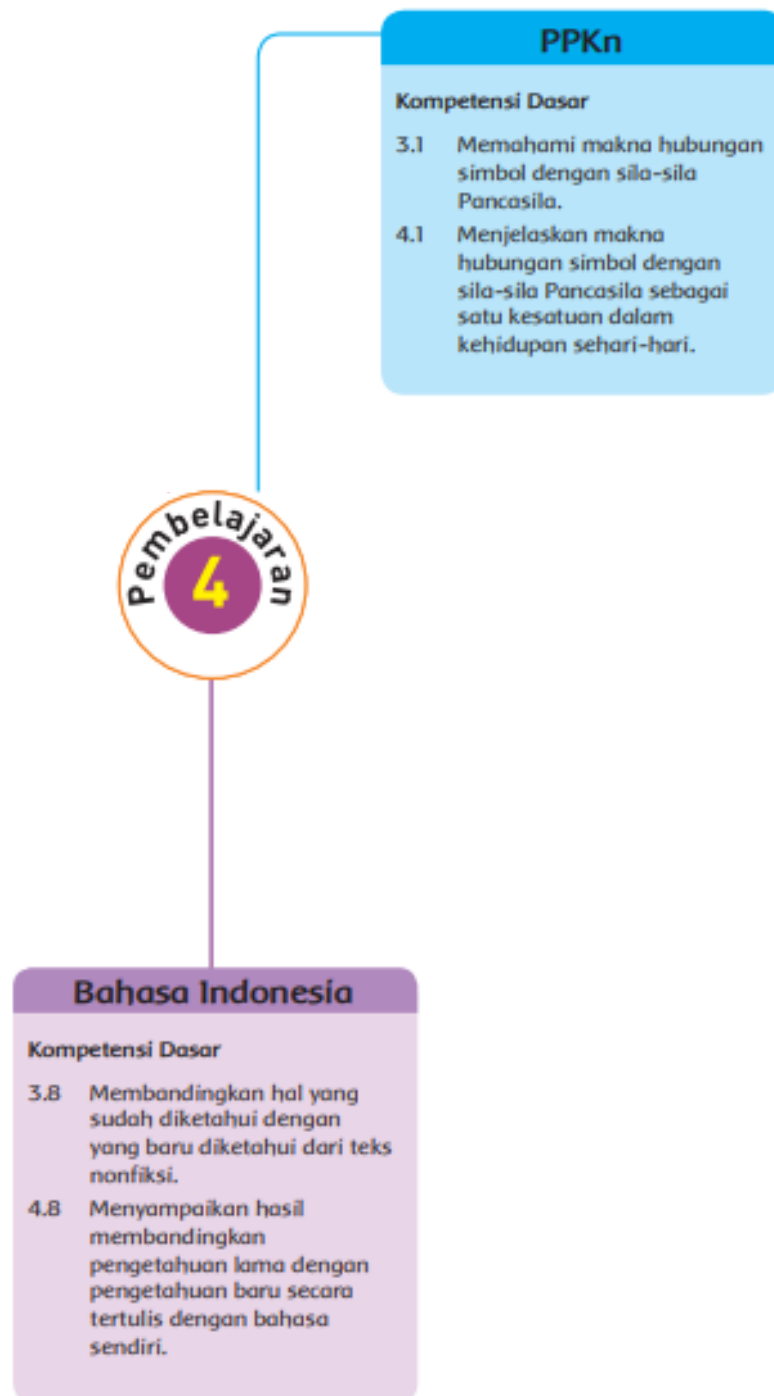 PPKn
Kompetensi Dasar
3.1 Memahami makna hubungan
simbol dengan sila-sila
Pancasila.
4.1 Menjelaskan makna
hubungan simbol dengan
sila-sila Pancasila sebagai
satu kesatuan dalam
kehidupan sehari-hari.
Pembelajaran
4
Bahasa Indonesia
Kompetensi Dasar
3.8 Membandingkan hal yang
sudah diketahui dengan
yang baru diketahui dari teks
nonfiksi.
4.8 Menyampaikan hasil
membandingkan
pengetahuan lama dengan
pengetahuan baru secara
tertulis dengan bahasa
sendiri.